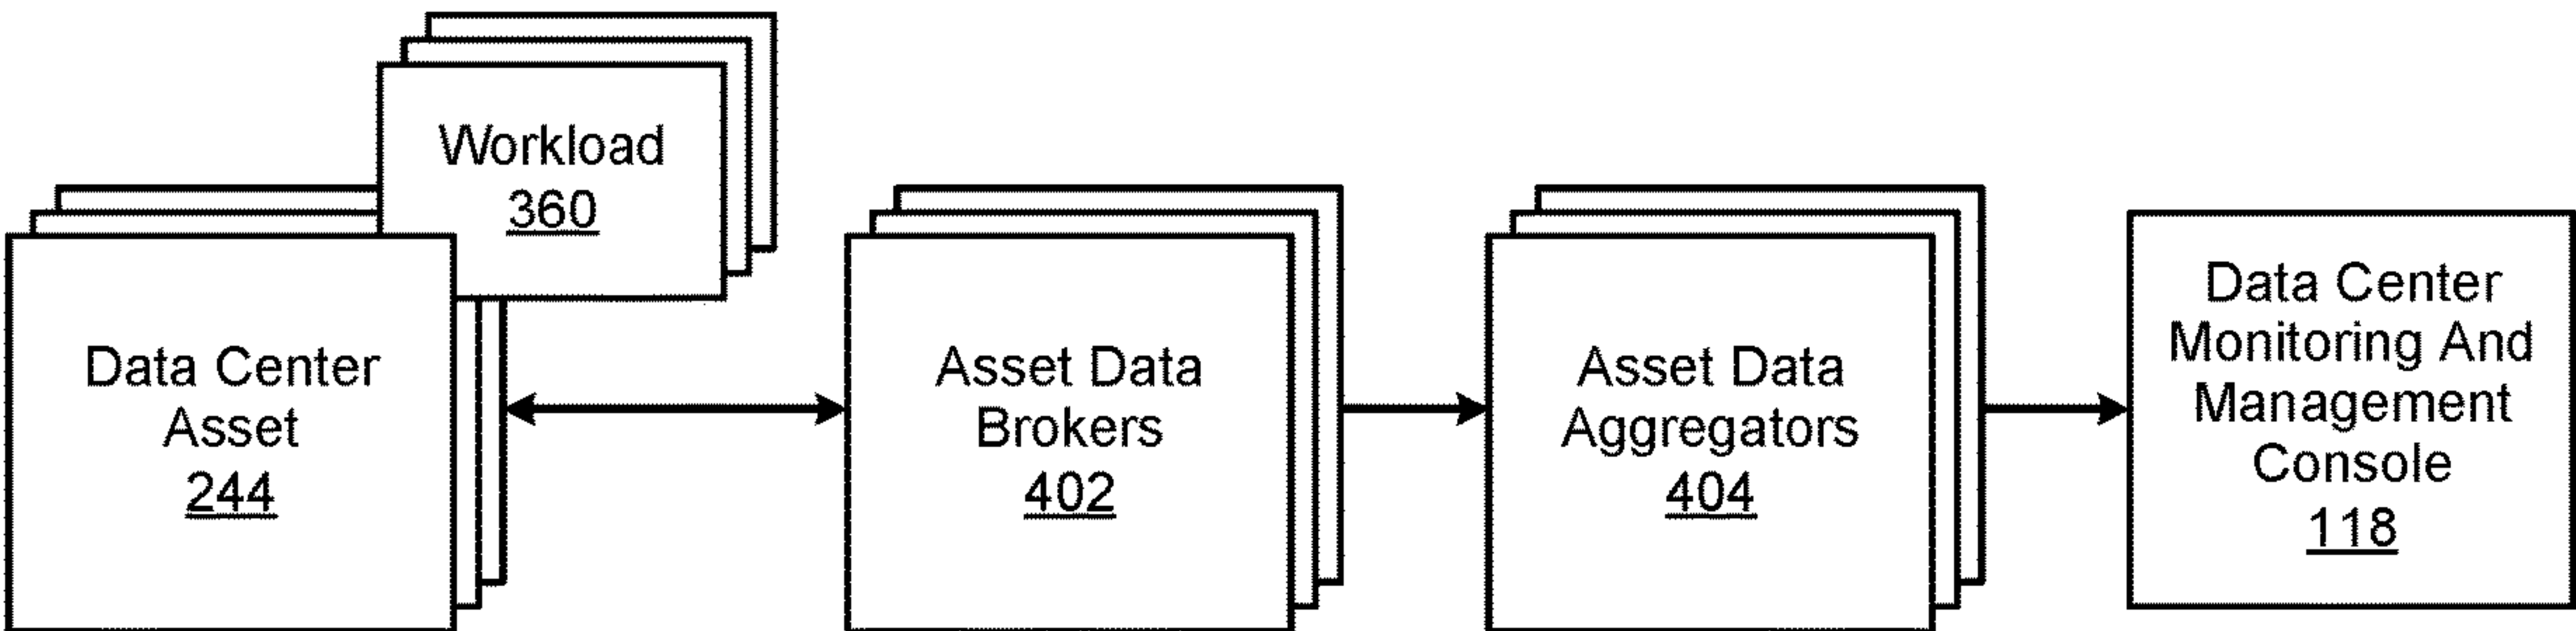 Workload
360
Data Center
Asset
244
Asset Data
Brokers
402
Asset Data
Aggregators
404
Data Center
Monitoring And
Management
Console
118